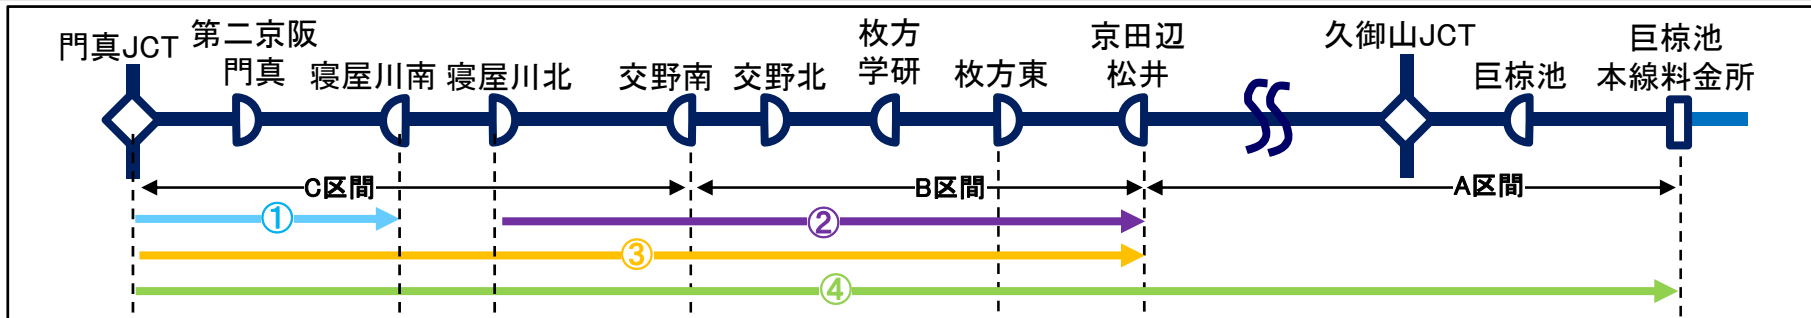 門真JCT
第二京阪
門真
寝屋川南
寝屋川北
交野南
交野北
枚方
学研
枚方東
京田辺
松井
久御山JCT
巨椋池
巨椋池
本線料金所
C区間
B区間
A区間
①
②
③
④